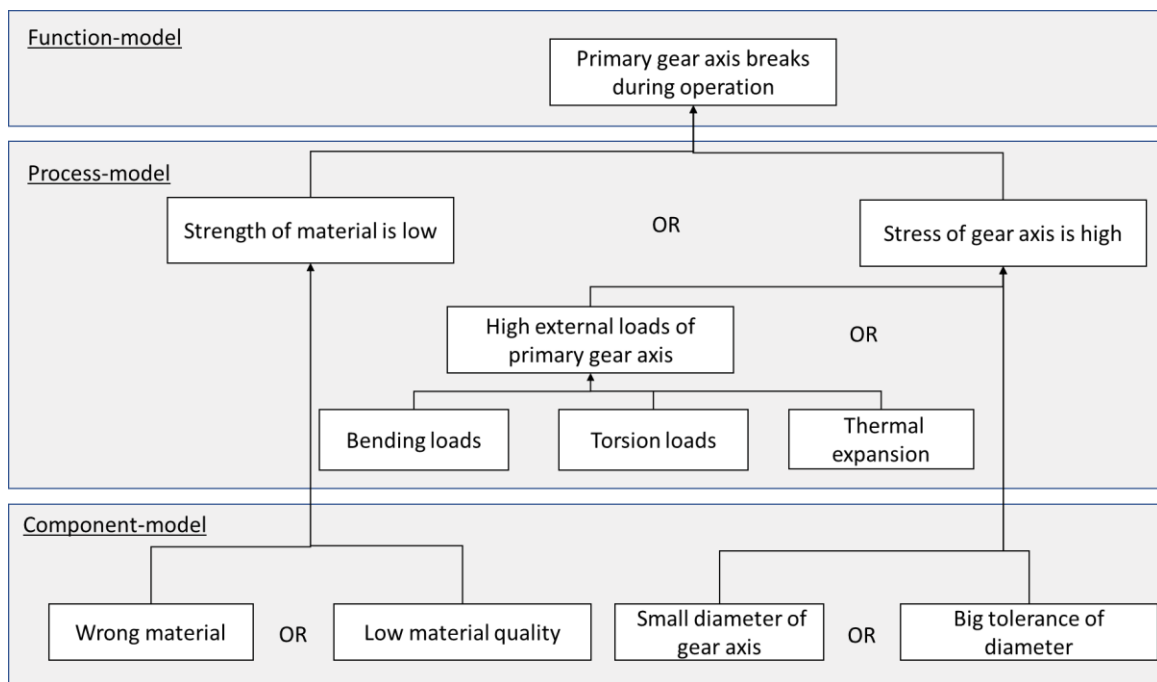 Function-model
Primary gear axis breaks
during operation
Process-model
Strength of material is low
OR
Stress of gear axis is high
High external loads of
primary gear axis
OR
Bending loads
Torsion loads
Thermal
expansion
Component-model
Wrong material
OR
Low material quality
Small diameter of
gear axis
OR
Big tolerance of
diameter